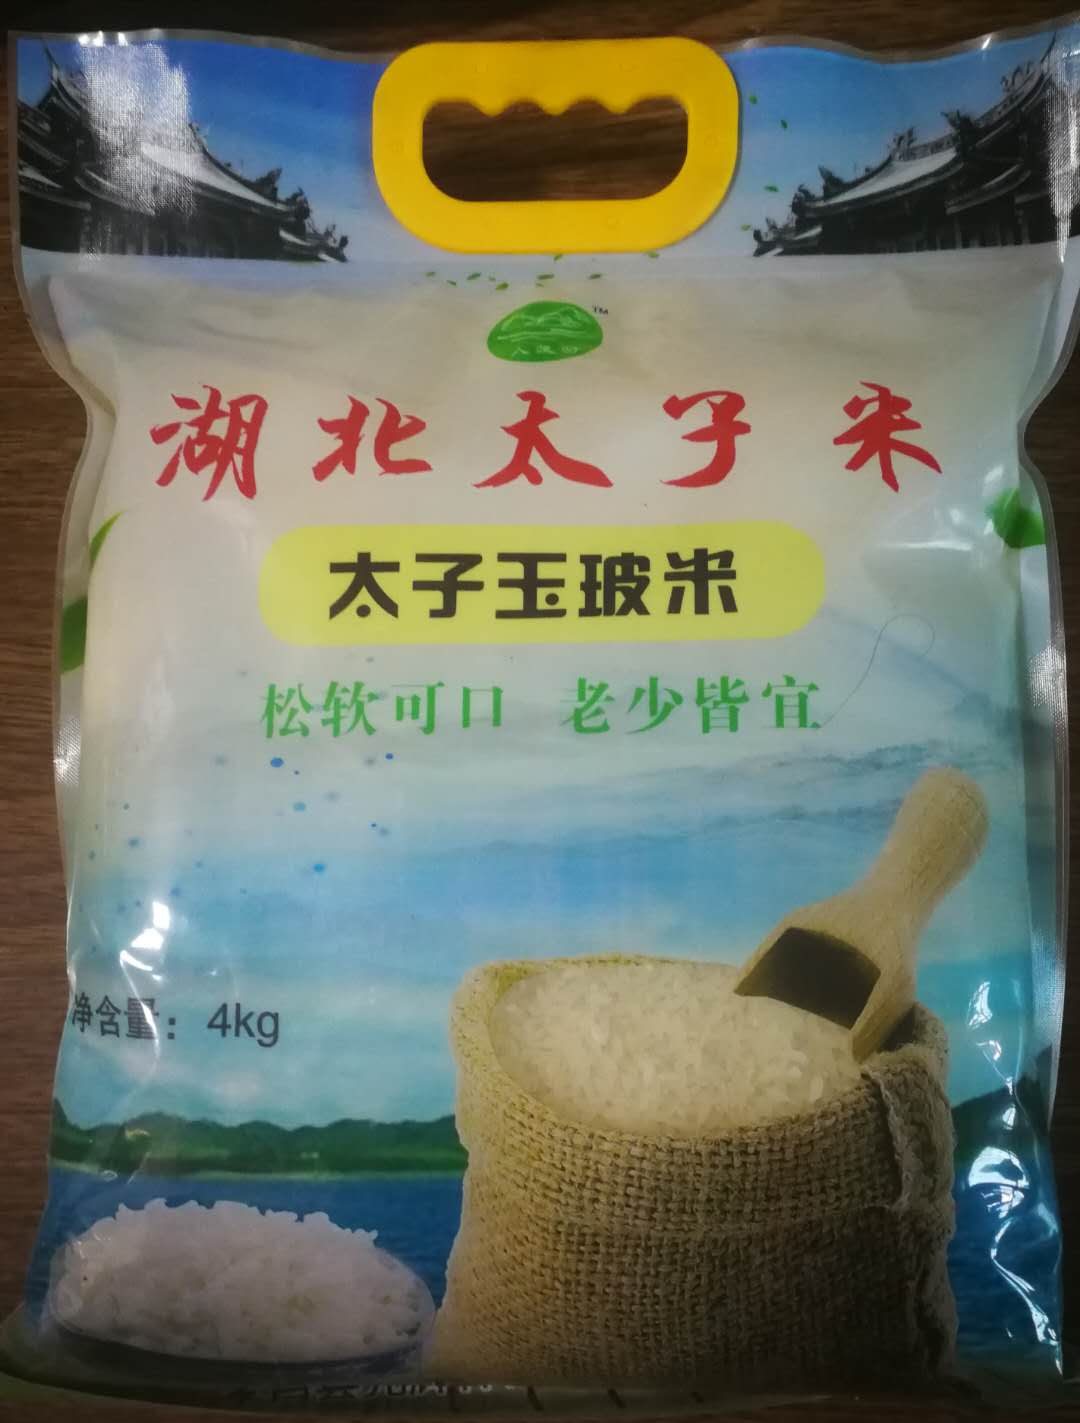 TM
湖北太子米
太子玉玻米
松软可口 老少皆宜
净含量：4kg